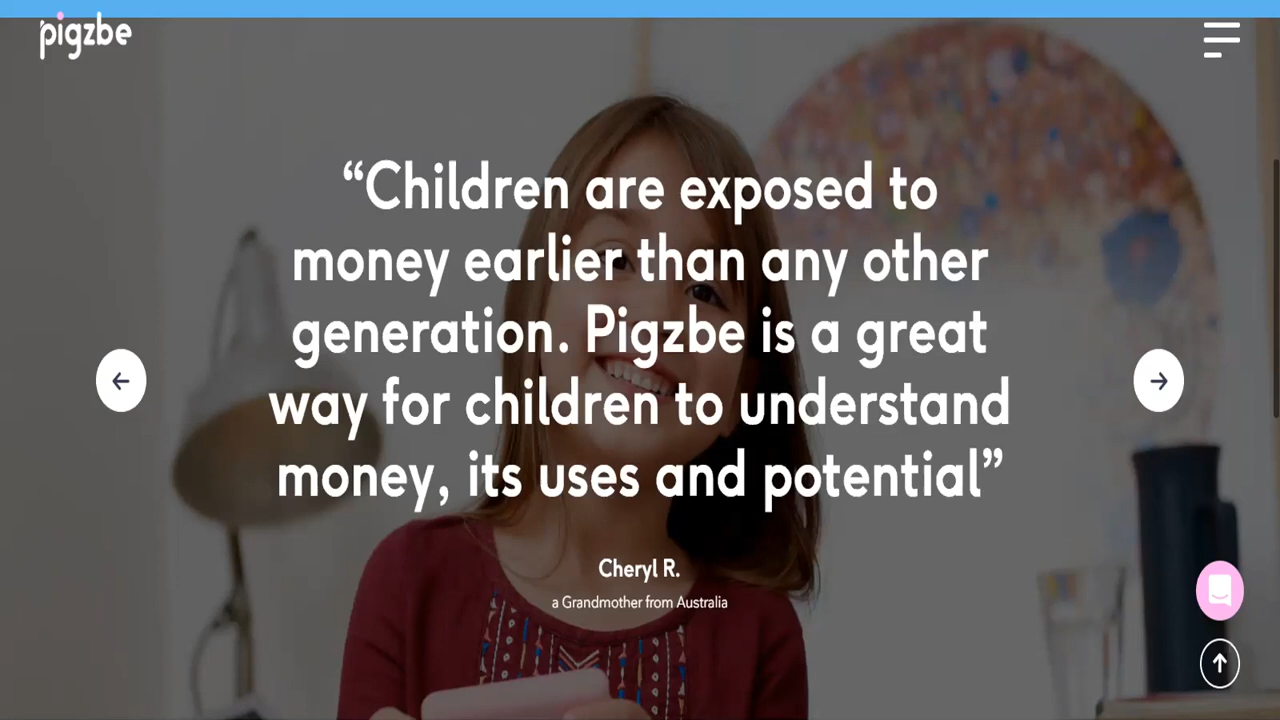 pigzbe
“Children are exposed to
money earlier than any other
generation. Pigzbe is a great
way for children to understand
money, its uses and potential”
Cheryl R.
a Grandmother from Australia